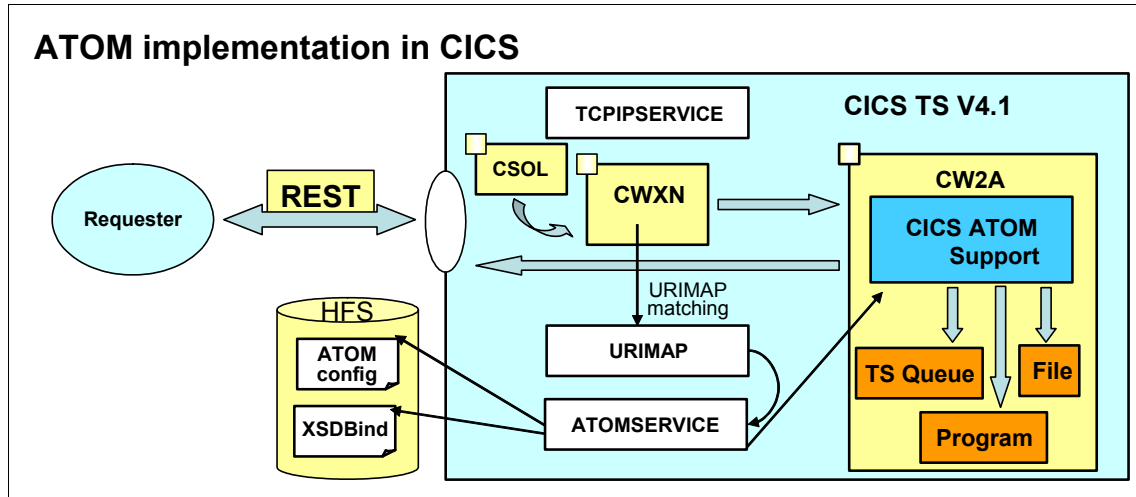 ATOM implementation in CICS
CICS TS V4.1
TCPIPSERVICE
CSOL
CWXN
CW2A
REST
Requester
CICS ATOM
Support
URIMAP
matching
HFS
ATOM
config
XSDBind
URIMAP
ATOMSERVICE
TS Queue
File
Program